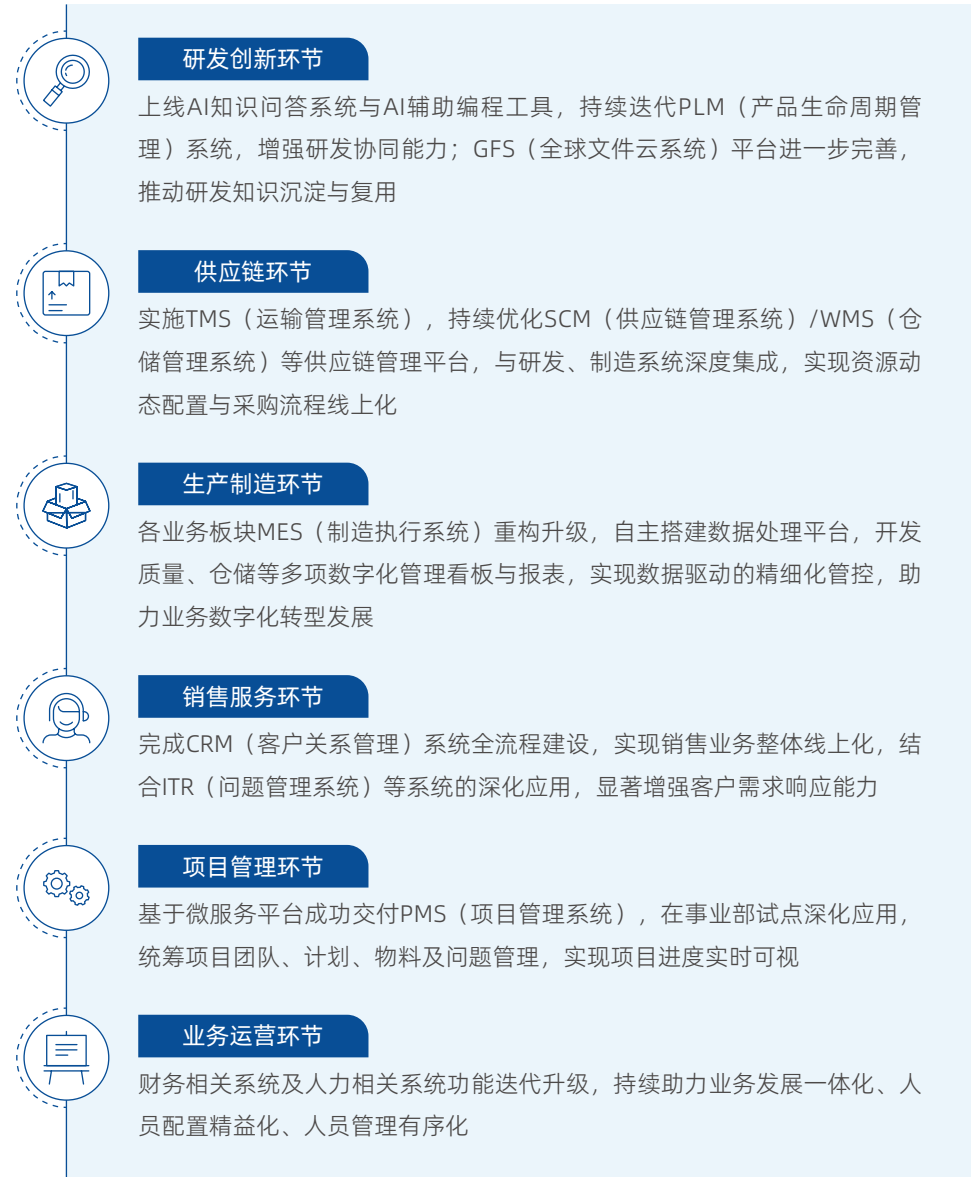 研发创新环节
上线AI知识问答系统与AI辅助编程工具，持续迭代PLM（产品生命周期管
理）系统，增强研发协同能力；GFS（全球文件云系统）平台进一步完善，
推动研发知识沉淀与复用
供应链环节
实施TMS（运输管理系统），持续优化SCM（供应链管理系统）/WMS（仓
储管理系统）等供应链管理平台，与研发、制造系统深度集成，实现资源动
态配置与采购流程线上化
生产制造环节
各业务板块MES（制造执行系统）重构升级，自主搭建数据处理平台，开发
质量、仓储等多项数字化管理看板与报表，实现数据驱动的精细化管控，助
力业务数字化转型发展
销售服务环节
完成CRM（客户关系管理）系统全流程建设，实现销售业务整体线上化，结
合ITR（问题管理系统）等系统的深化应用，显著增强客户需求响应能力
项目管理环节
基于微服务平台成功交付PMS（项目管理系统），在事业部试点深化应用，
统筹项目团队、计划、物料及问题管理，实现项目进度实时可视
业务运营环节
财务相关系统及人力相关系统功能迭代升级，持续助力业务发展一体化、人
员配置精益化、人员管理有序化